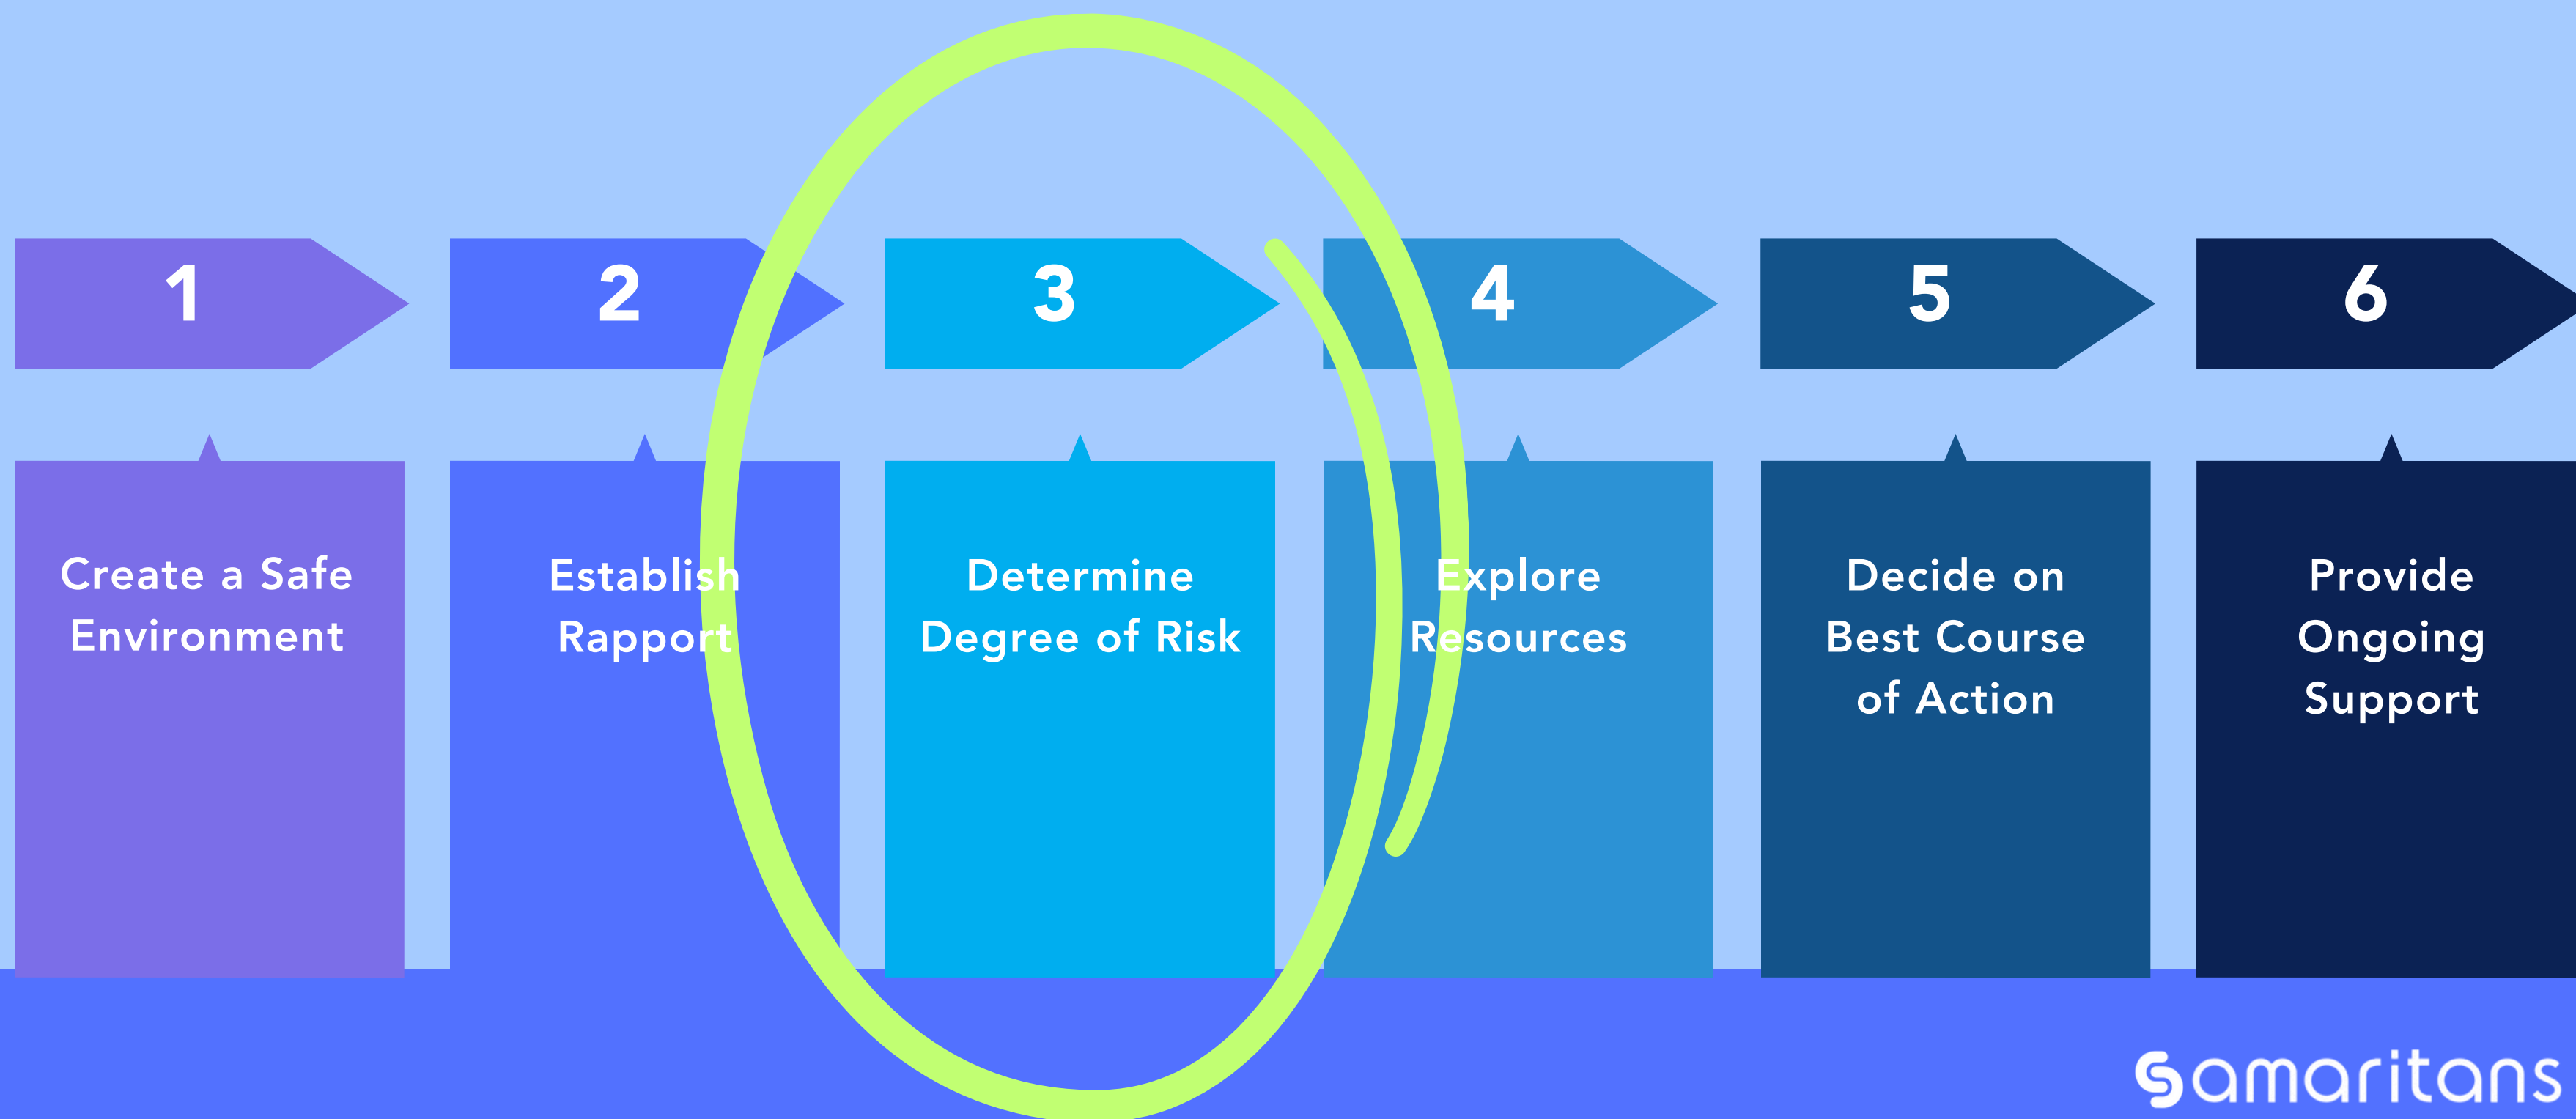 1
2
3
4
5
6
Create a Safe
Environment
Establish
Rapport
Determine
Degree of Risk
Explore
Resources
Decide on
Best Course
of Action
Provide
Ongoing
Support
Samaritans